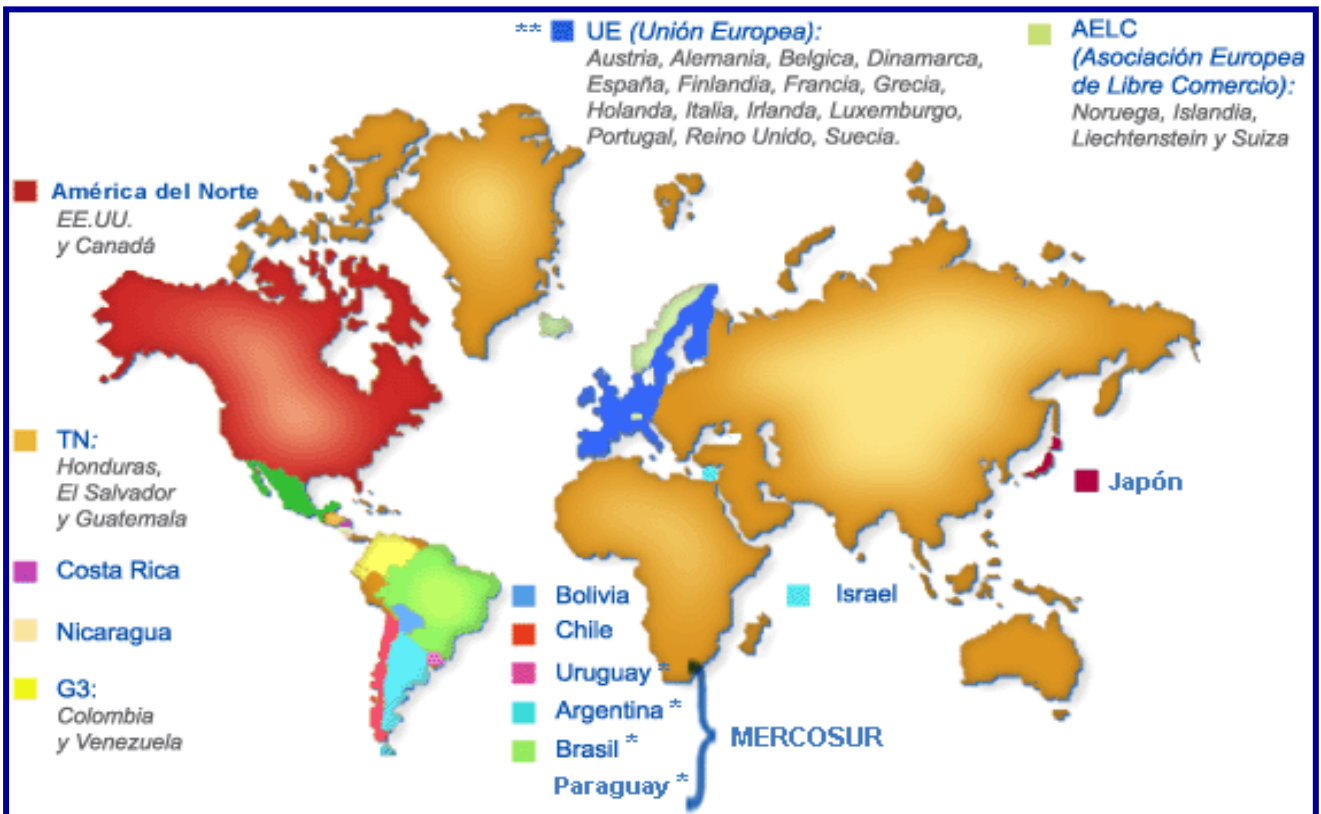 ** UE (Unión Europea):
Austria, Alemania, Belgica, Dinamarca,
España, Finlandia, Francia, Grecia,
Holanda, Italia, Irlanda, Luxemburgo,
Portugal, Reino Unido, Suecia.
AELC
(Asociación Europea
de Libre Comercio):
Noruega, Islandia,
Liechtenstein y Suiza
América del Norte
EE.UU.
y Canadá
TN:
Honduras,
El Salvador
y Guatemala
Costa Rica
Nicaragua
G3:
Colombia
y Venezuela
Bolivia
Chile
Uruguay *
Argentina *
Brasil *
Paraguay *
MERCOSUR
Israel
Japón